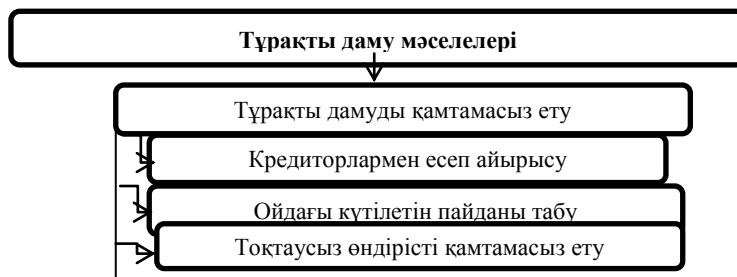 Тұрақты даму мәселелері
Тұрақты дамуды қамтамасыз ету
Кредиторлармен есеп айырысу
Ойдағы күтілетін пайданы табу
Тоқтаусыз өндірісті қамтамасыз ету